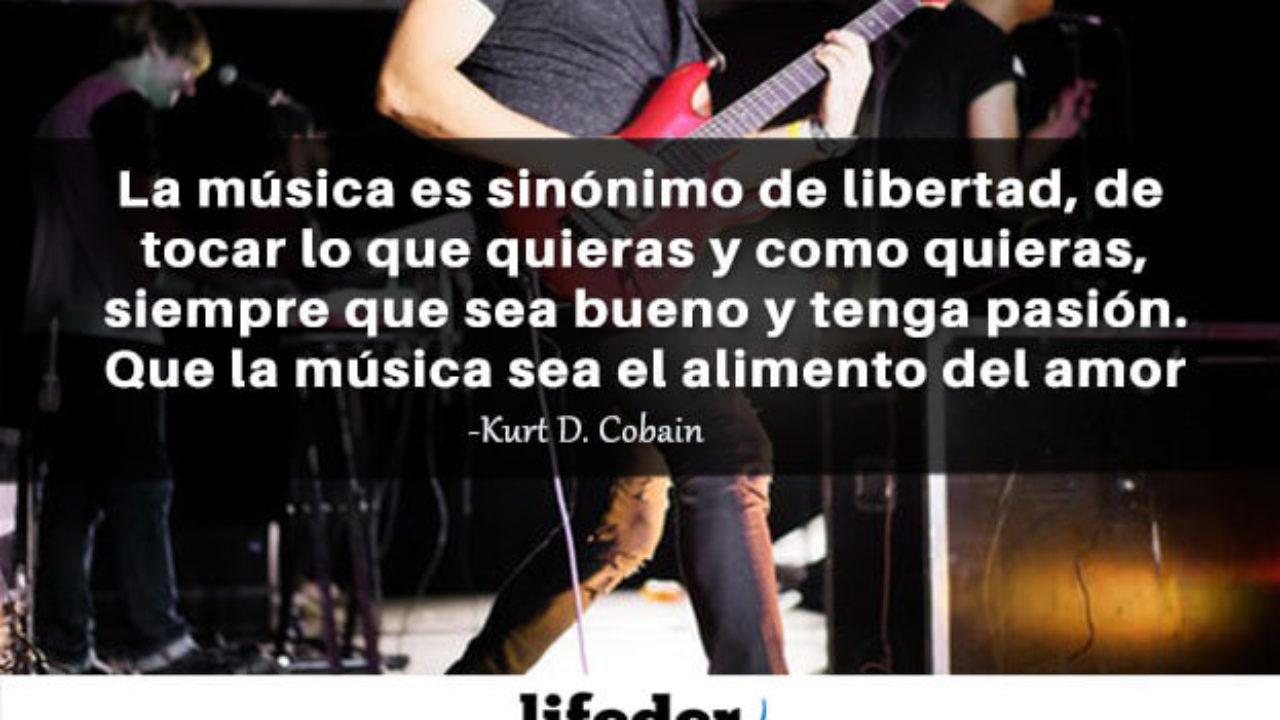 La música es sinónimo de libertad, de
tocar lo que quieras y como quieras,
siempre que sea bueno y tenga pasión.
Que la música sea el alimento del amor
-Kurt D. Cobain
lifeder